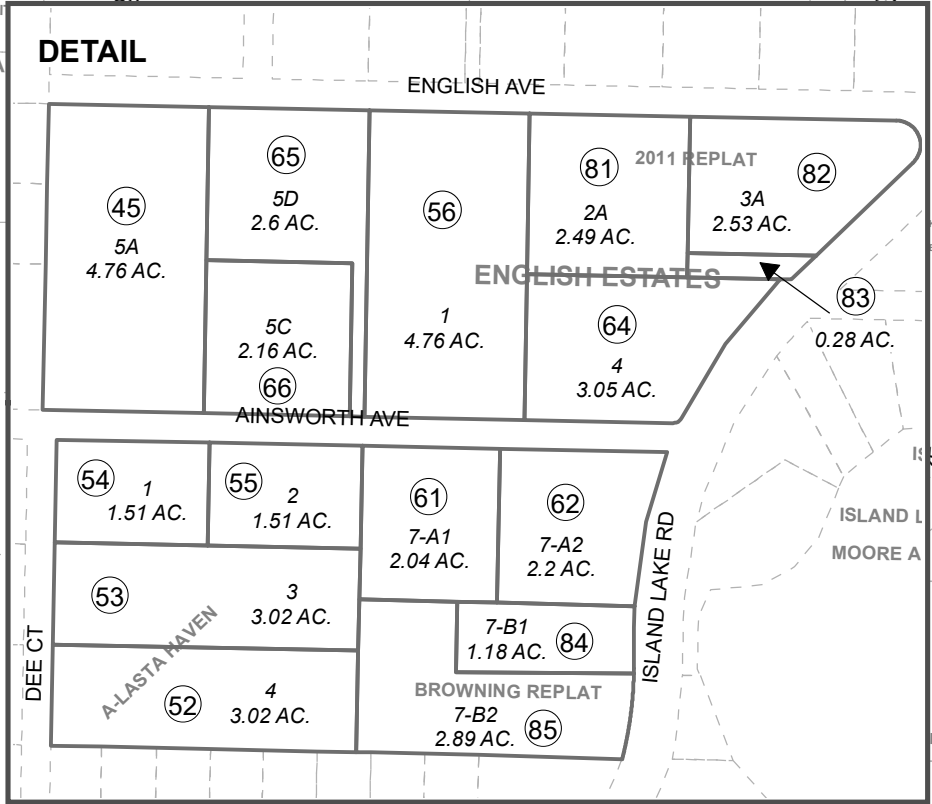 DETAIL
ENGLISH AVE
65
81
2011 REPLAT
82
45
5D
2.6 AC.
56
2A
2.49 AC.
3A
2.53 AC.
5A
4.76 AC.
ENGLISH ESTATES
83
0.28 AC.
5C
2.16 AC.
66
1
4.76 AC.
64
4
3.05 AC.
AINSWORTH AVE
54
1
1.51 AC.
55
2
1.51 AC.
61
7-A1
2.04 AC.
62
7-A2
2.2 AC.
ISLAND L
MOORE A
53
3
3.02 AC.
ISLAND LAKE RD
7-B1
1.18 AC.
84
DEE CT
A-LASTA HAVEN
52
4
3.02 AC.
BROWNING REPLAT
7-B2
2.89 AC.
85